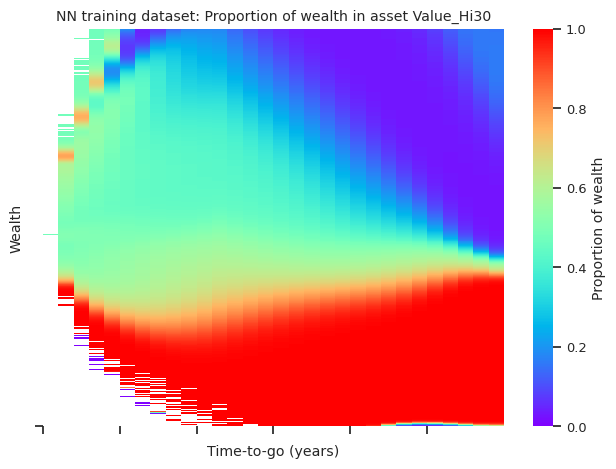 NN training dataset: Proportion of wealth in asset Value_Hi30
Wealth
Time-to-go (years)
1.0
0.8
0.6
0.4
0.2
0.0
Proportion of wealth